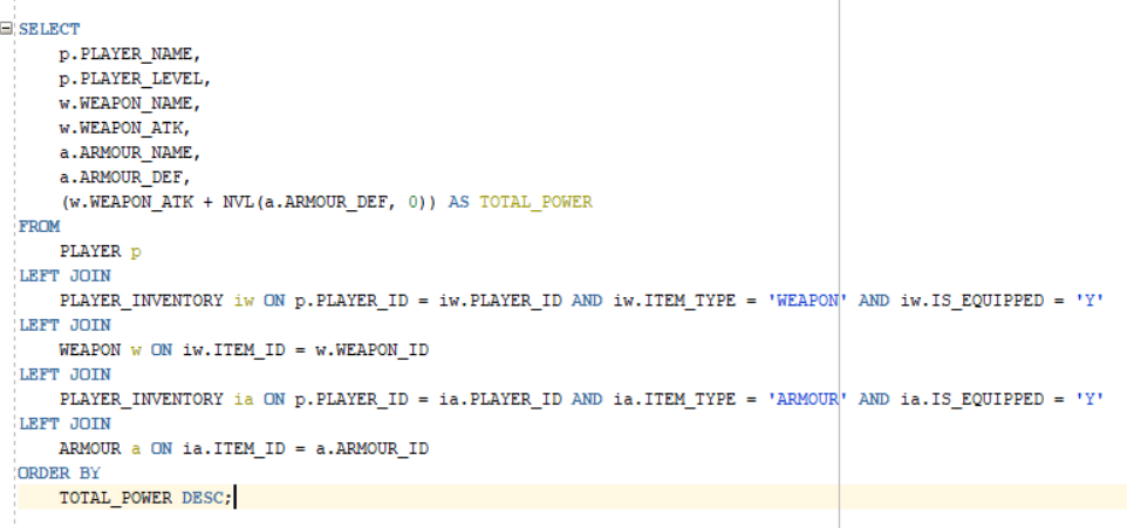 SELECT
p.PLAYER_NAME,
p.PLAYER_LEVEL,
w.WEAPON_NAME,
w.WEAPON_ATK,
a.ARMOUR_NAME,
a.ARMOUR_DEF,
(w.WEAPON_ATK + NVL(a.ARMOUR_DEF, 0)) AS TOTAL_POWER
FROM
PLAYER p
LEFT JOIN
PLAYER_INVENTORY iw ON p.PLAYER_ID = iw.PLAYER_ID AND iw.ITEM_TYPE = 'WEAPON' AND iw.IS_EQUIPPED = 'Y'
LEFT JOIN
WEAPON w ON iw.ITEM_ID = w.WEAPON_ID
LEFT JOIN
PLAYER_INVENTORY ia ON p.PLAYER_ID = ia.PLAYER_ID AND ia.ITEM_TYPE = 'ARMOUR' AND ia.IS_EQUIPPED = 'Y'
LEFT JOIN
ARMOUR a ON ia.ITEM_ID = a.ARMOUR_ID
ORDER BY
TOTAL_POWER DESC;